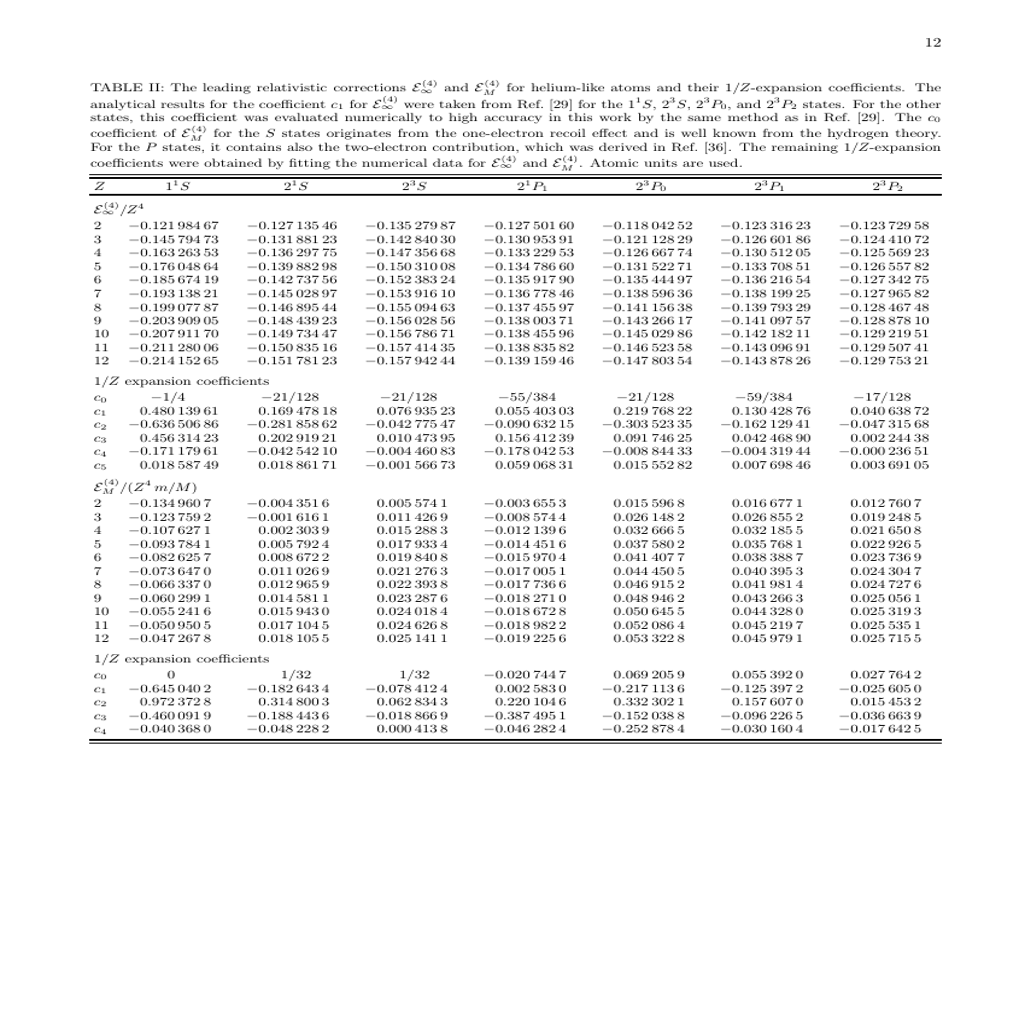 12
TABLE II: The leading relativistic corrections ℰ∞^(4) and ℰM^(4) for helium-like atoms and their 1/Z-expansion coefficients. The
analytical results for the coefficient c1 for ℰ∞^(4) were taken from Ref. [29] for the 1^1S, 2^3S, 2^3P0, and 2^3P2 states. For the other
states, this coefficient was evaluated numerically to high accuracy in this work by the same method as in Ref. [29]. The c0
coefficient of ℰM^(4) for the S states originates from the one-electron recoil effect and is well known from the hydrogen theory.
For the P states, it contains also the two-electron contribution, which was derived in Ref. [36]. The remaining 1/Z-expansion
coefficients were obtained by fitting the numerical data for ℰ∞^(4) and ℰM^(4). Atomic units are used.
Z 1^1S 2^1S 2^3S 2^1P1 2^3P0 2^3P1 2^3P2
ℰ∞^(4)/Z^4
2 −0.121 984 67 −0.127 135 46 −0.135 279 87 −0.127 501 60 −0.118 042 52 −0.123 316 23 −0.123 729 58
3 −0.145 794 73 −0.131 881 23 −0.142 840 30 −0.130 953 91 −0.121 128 29 −0.126 601 86 −0.124 410 72
4 −0.163 263 53 −0.136 297 75 −0.147 356 68 −0.133 229 53 −0.126 667 74 −0.130 512 05 −0.125 569 23
5 −0.176 048 64 −0.139 882 98 −0.150 310 08 −0.134 786 60 −0.131 522 71 −0.133 708 51 −0.126 557 82
6 −0.185 674 19 −0.142 737 56 −0.152 383 24 −0.135 917 90 −0.135 444 97 −0.136 216 54 −0.127 342 75
7 −0.193 138 21 −0.145 028 97 −0.153 916 10 −0.136 778 46 −0.138 596 36 −0.138 199 25 −0.127 965 82
8 −0.199 077 87 −0.146 895 44 −0.155 094 63 −0.137 455 97 −0.141 156 38 −0.139 793 29 −0.128 467 48
9 −0.203 909 05 −0.148 439 23 −0.156 028 56 −0.138 003 71 −0.143 266 17 −0.141 097 57 −0.128 878 10
10 −0.207 911 70 −0.149 734 47 −0.156 786 71 −0.138 455 96 −0.145 029 86 −0.142 182 11 −0.129 219 51
11 −0.211 280 06 −0.150 835 16 −0.157 414 35 −0.138 835 82 −0.146 523 58 −0.143 096 91 −0.129 507 41
12 −0.214 152 65 −0.151 781 23 −0.157 942 44 −0.139 159 46 −0.147 803 54 −0.143 878 26 −0.129 753 21
1/Z expansion coefficients
c0 −1/4 −21/128 −21/128 −55/384 −21/128 −59/384 −17/128
c1 0.480 139 61 0.169 478 18 0.076 935 23 0.055 403 03 0.219 768 22 0.130 428 76 0.040 638 72
c2 −0.636 506 86 −0.281 858 62 −0.042 775 47 −0.090 632 15 −0.303 523 35 −0.162 129 41 −0.047 315 68
c3 0.456 314 23 0.202 919 21 0.010 473 95 0.156 412 39 0.091 746 25 0.042 468 90 0.002 244 38
c4 −0.171 179 61 −0.042 542 10 −0.004 460 83 −0.178 042 53 −0.008 844 33 −0.004 319 44 −0.000 236 51
c5 0.018 587 49 0.018 861 71 −0.001 566 73 0.059 068 31 0.015 552 82 0.007 698 46 0.003 691 05
ℰM^(4)/(Z^4 m/M)
2 −0.134 960 7 −0.004 351 6 0.005 574 1 −0.003 655 3 0.015 596 8 0.016 677 1 0.012 760 7
3 −0.123 759 2 −0.001 616 1 0.011 426 9 −0.008 574 4 0.026 148 2 0.026 855 2 0.019 248 5
4 −0.107 627 1 0.002 303 9 0.015 288 3 −0.012 139 6 0.032 666 5 0.032 185 5 0.021 650 8
5 −0.093 784 1 0.005 792 4 0.017 933 4 −0.014 451 6 0.037 580 2 0.035 768 1 0.022 926 5
6 −0.082 625 7 0.008 672 2 0.019 840 8 −0.015 970 4 0.041 407 7 0.038 388 7 0.023 736 9
7 −0.073 647 0 0.011 026 9 0.021 276 3 −0.017 005 1 0.044 450 5 0.040 395 3 0.024 304 7
8 −0.066 337 0 0.012 965 9 0.022 393 8 −0.017 736 6 0.046 915 2 0.041 981 4 0.024 727 6
9 −0.060 299 1 0.014 581 1 0.023 287 6 −0.018 271 0 0.048 946 2 0.043 266 3 0.025 056 1
10 −0.055 241 6 0.015 943 0 0.024 018 4 −0.018 672 8 0.050 645 5 0.044 328 0 0.025 319 3
11 −0.050 950 5 0.017 104 5 0.024 626 8 −0.018 982 2 0.052 086 4 0.045 219 7 0.025 535 1
12 −0.047 267 8 0.018 105 5 0.025 141 1 −0.019 225 6 0.053 322 8 0.045 979 1 0.025 715 5
1/Z expansion coefficients
c0 0 1/32 1/32 −0.020 744 7 0.069 205 9 0.055 392 0 0.027 764 2
c1 −0.645 040 2 −0.182 643 4 −0.078 412 4 0.002 583 0 −0.217 113 6 −0.125 397 2 −0.025 605 0
c2 0.972 372 8 0.314 800 3 0.062 834 3 0.220 104 6 0.332 302 1 0.157 607 0 0.015 453 2
c3 −0.460 091 9 −0.188 443 6 −0.018 866 9 −0.387 495 1 −0.152 038 8 −0.096 226 5 −0.036 663 9
c4 −0.040 368 0 −0.048 228 2 0.000 413 8 −0.046 282 4 −0.252 878 4 −0.030 160 4 −0.017 642 5